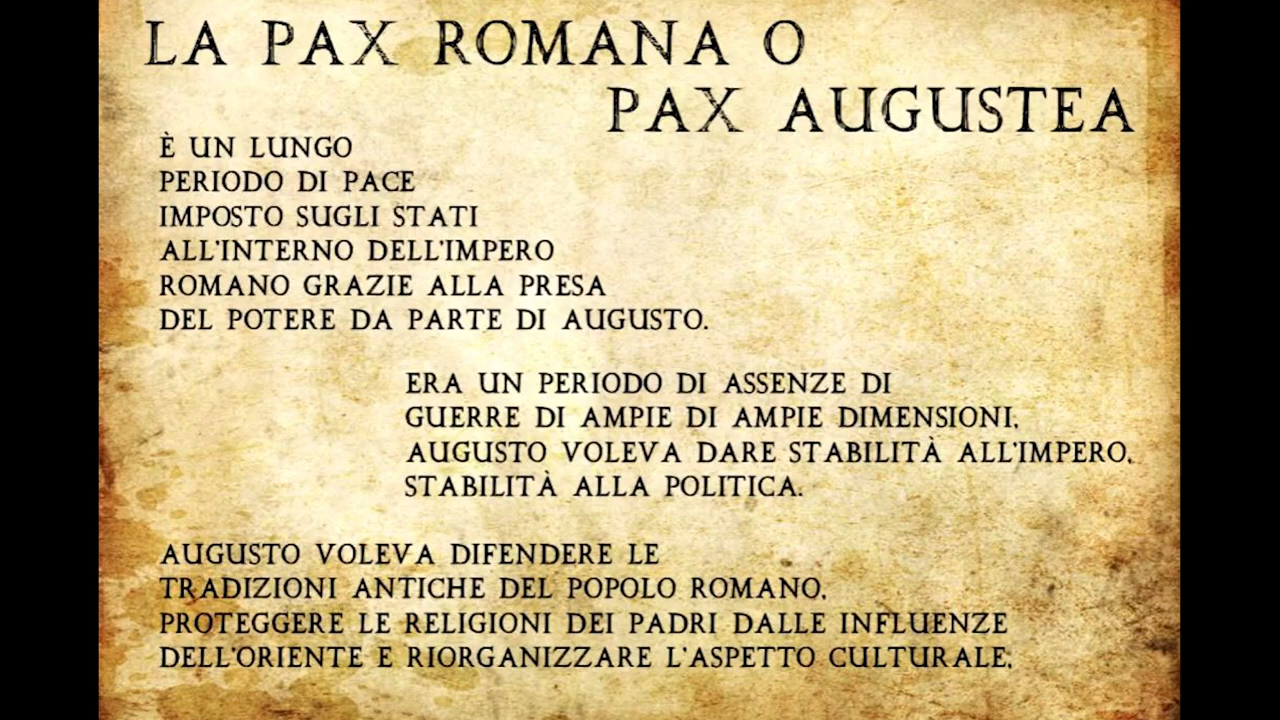 LA PAX ROMANA O
PAX AUGUSTEA
È UN LUNGO
PERIODO DI PACE
IMPOSTO SUGLI STATI
ALL'INTERNO DELL'IMPERO
ROMANO GRAZIE ALLA PRESA
DEL POTERE DA PARTE DI AUGUSTO.
ERA UN PERIODO DI ASSENZE DI
GUERRE DI AMPIE DI AMPIE DIMENSIONI,
AUGUSTO VOLEVA DARE STABILITÀ ALL'IMPERO,
STABILITÀ ALLA POLITICA.
AUGUSTO VOLEVA DIFENDERE LE
TRADIZIONI ANTICHE DEL POPOLO ROMANO,
PROTEGGERE LE RELIGIONI DEI PADRI DALLE INFLUENZE
DELL'ORIENTE E RIORGANIZZARE L'ASPETTO CULTURALE;